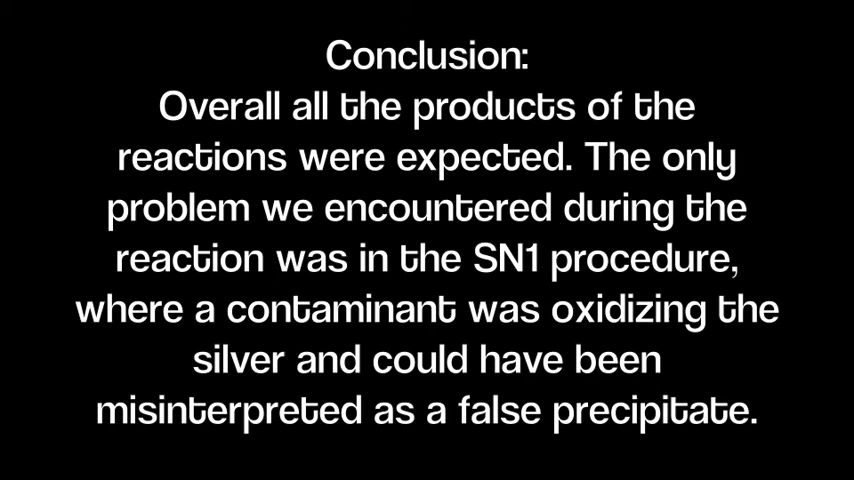 Conclusion:
Overall all the products of the
reactions were expected. The only
problem we encountered during the
reaction was in the SN1 procedure,
where a contaminant was oxidizing the
silver and could have been
misinterpreted as a false precipitate.